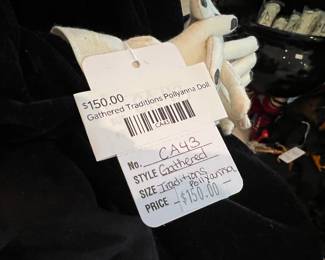 $150.00
Gathered Traditions Pollyanna Doll
CA43
No. CA43
STYLE Gathered
SIZE Traditions
Pollyanna
PRICE $150.00